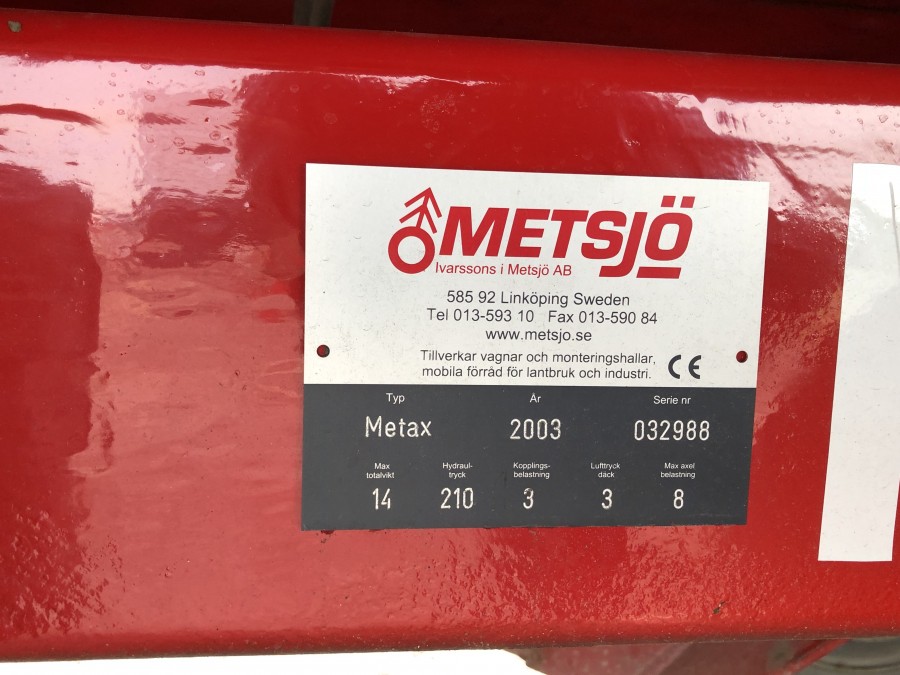 METSJÖ
Ivarssons i Metsjö AB
585 92 Linköping Sweden
Tel 013-593 10 Fax 013-590 84
www.metsjo.se
Tillverkar vagnar och monteringshallar,
mobila förråd för lantbruk och industri. CE
Typ År Serie nr
Metax 2003 032988
Max totalvikt Hydraul-tryck Kopplings-belastning Lufttryck däck Max axel belastning
14 210 3 3 8